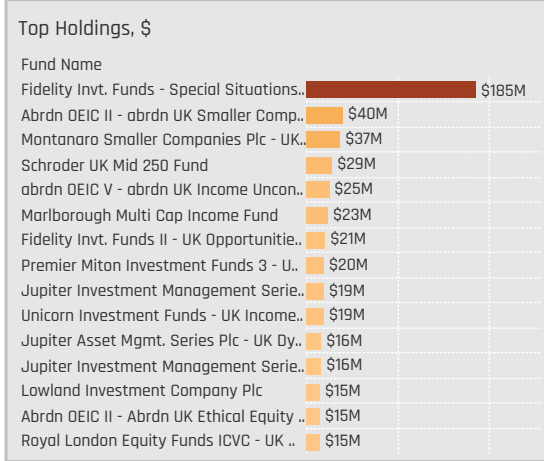 Top Holdings, $
Fund Name
Fidelity Invt. Funds - Special Situations.. $185M
Abrdn OEIC II - abrdn UK Smaller Comp.. $40M
Montanaro Smaller Companies Plc - UK.. $37M
Schroder UK Mid 250 Fund $29M
abrdn OEIC V - abrdn UK Income Uncon.. $25M
Marlborough Multi Cap Income Fund $23M
Fidelity Invt. Funds II - UK Opportunitie.. $21M
Premier Miton Investment Funds 3 - U.. $20M
Jupiter Investment Management Serie.. $19M
Unicorn Investment Funds - UK Income.. $19M
Jupiter Asset Mgmt. Series Plc - UK Dy.. $16M
Jupiter Investment Management Serie.. $16M
Lowland Investment Company Plc $15M
Abrdn OEIC II - Abrdn UK Ethical Equity .. $15M
Royal London Equity Funds ICVC - UK .. $15M